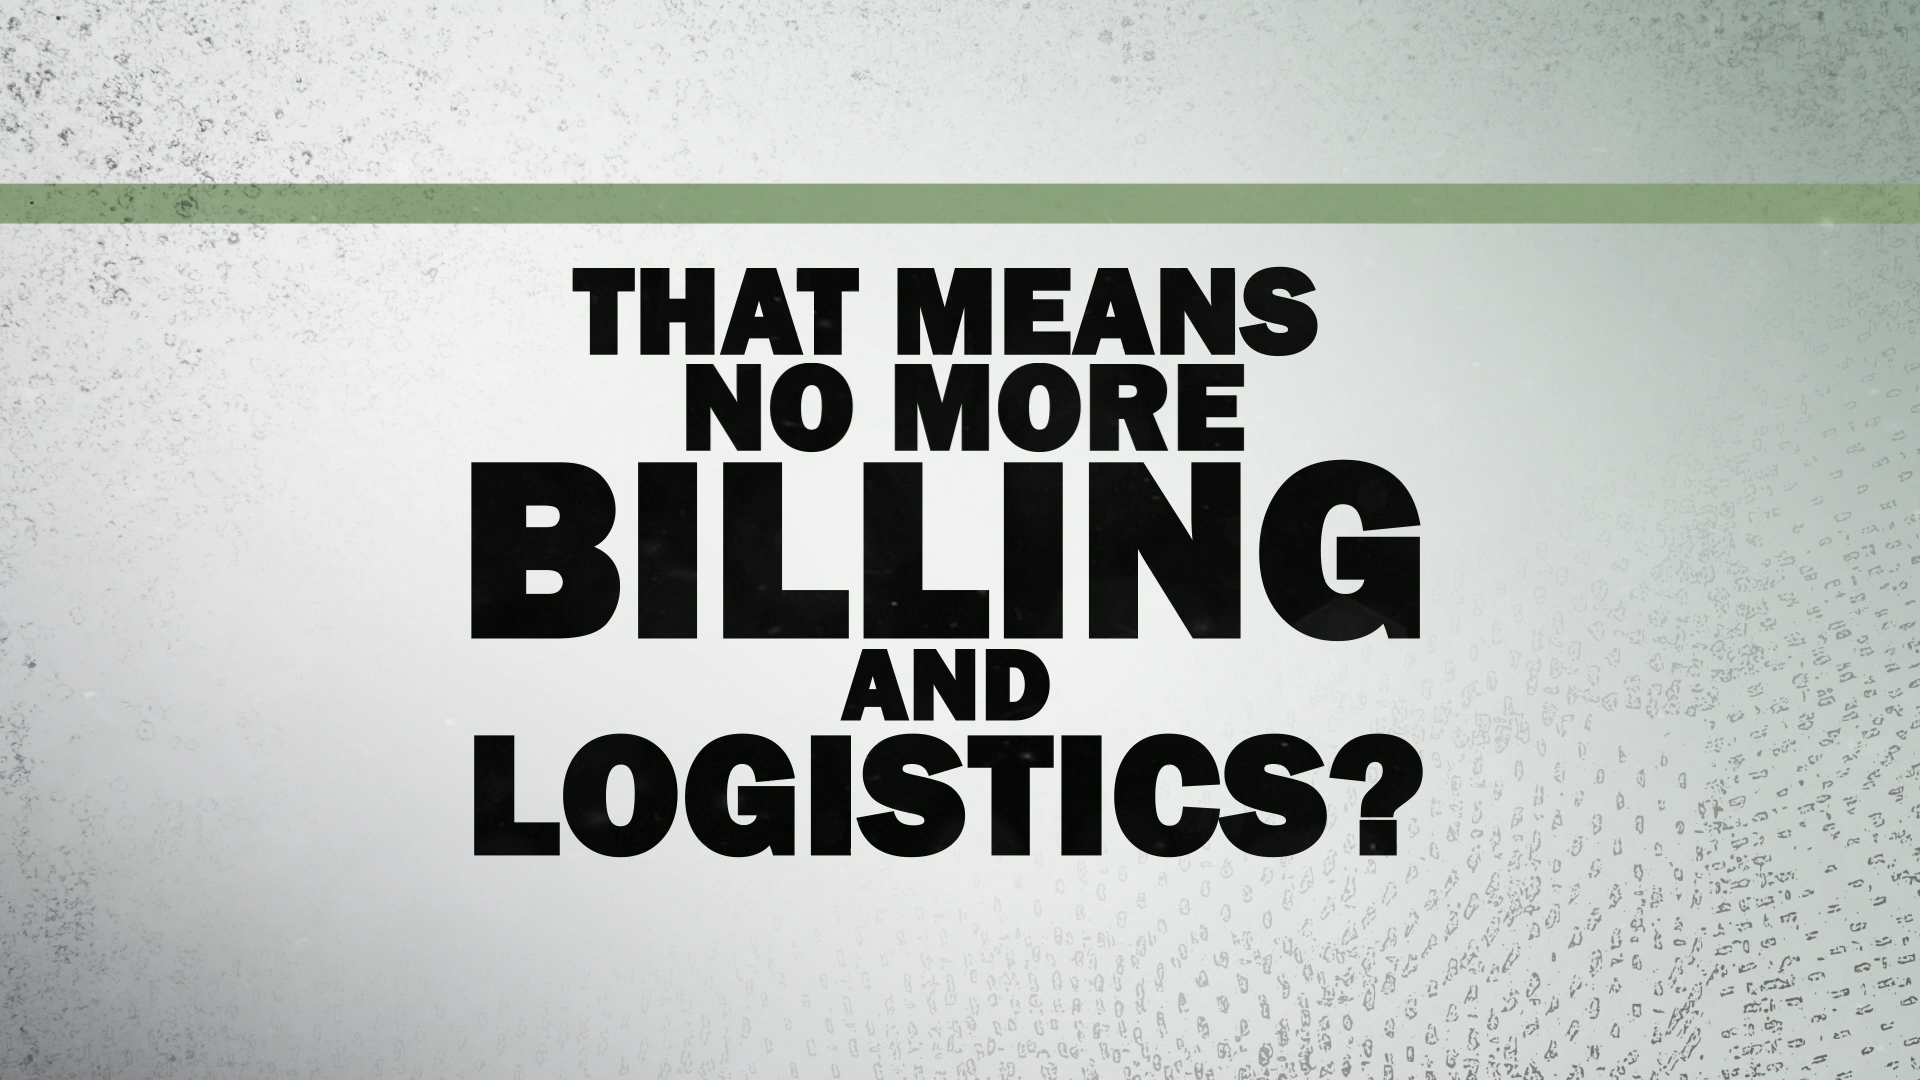 THAT MEANS
NO MORE
BILLING
AND
LOGISTICS?